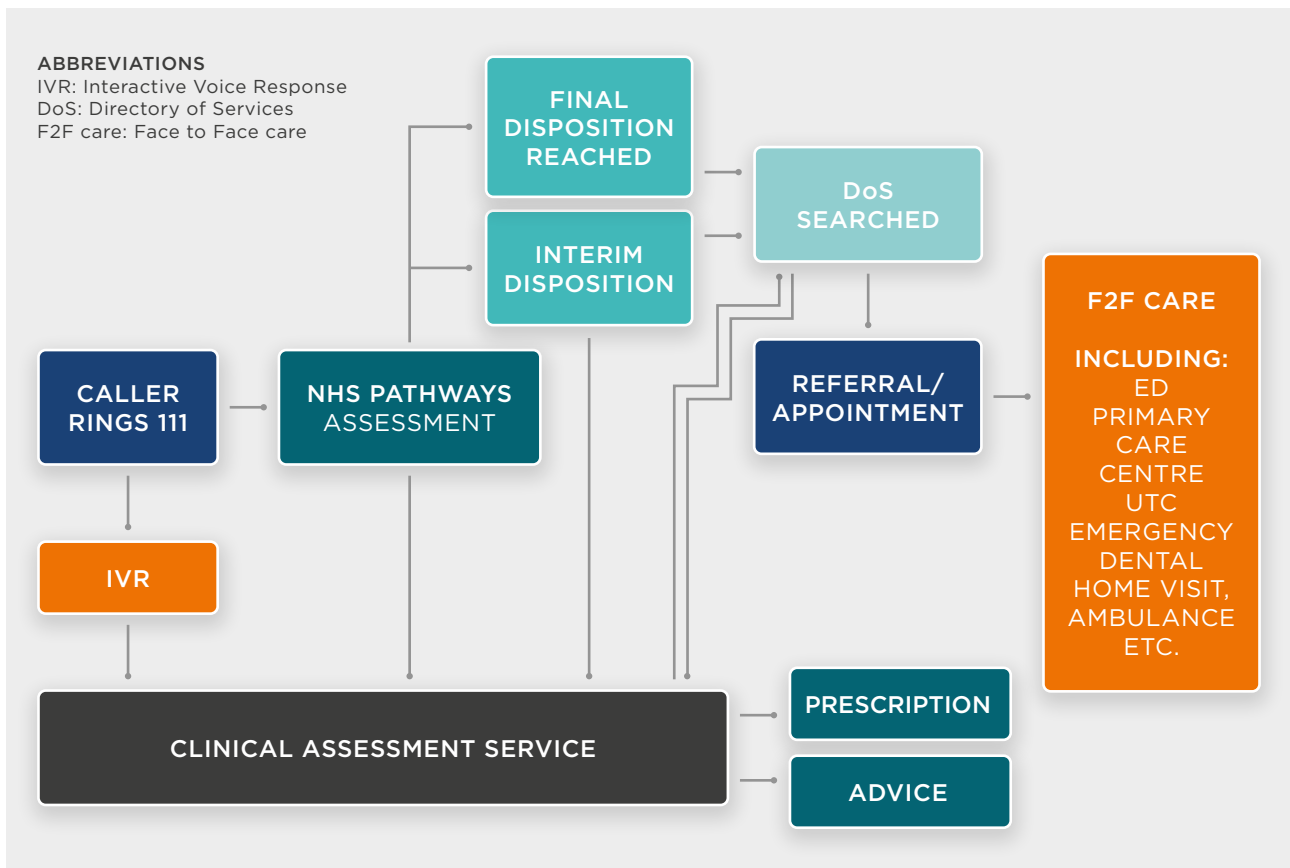 ABBREVIATIONS
IVR: Interactive Voice Response
DoS: Directory of Services
F2F care: Face to Face care
FINAL
DISPOSITION
REACHED
DoS
SEARCHED
INTERIM
DISPOSITION
F2F CARE
INCLUDING:
ED
PRIMARY
CARE
CENTRE
UTC
EMERGENCY
DENTAL
HOME VISIT,
AMBULANCE
ETC.
CALLER
RINGS 111
NHS PATHWAYS
ASSESSMENT
REFERRAL/
APPOINTMENT
IVR
CLINICAL ASSESSMENT SERVICE
PRESCRIPTION
ADVICE